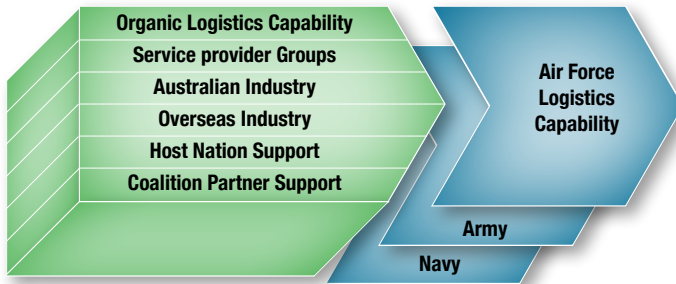 Organic Logistics Capability
Service provider Groups
Australian Industry
Overseas Industry
Host Nation Support
Coalition Partner Support
Air Force
Logistics
Capability
Army
Navy